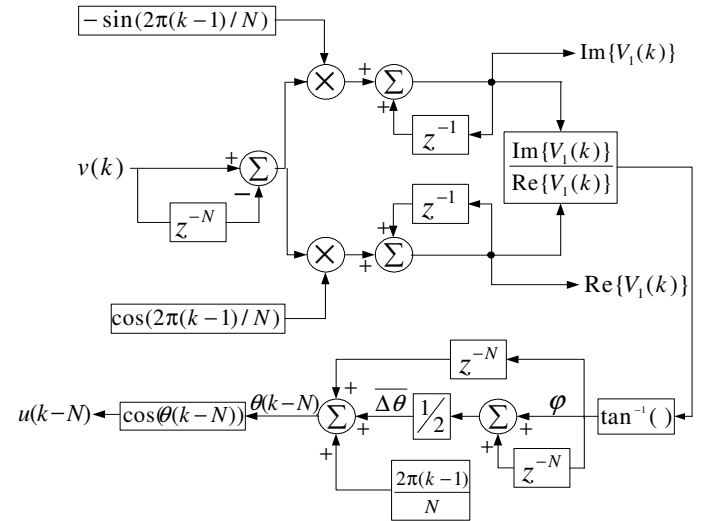 −sin(2π(k−1)/N)
× + Σ Im{V₁(k)}
+
z⁻¹
v(k) + Σ
−
z⁻ᴺ
Im{V₁(k)}
Re{V₁(k)}
z⁻¹
+
× + Σ
Re{V₁(k)}
cos(2π(k−1)/N)
z⁻ᴺ
+
u(k−N) cos(θ(k−N)) θ(k−N) Σ + Δθ̅ 1/2 Σ + φ tan⁻¹( )
+ +
z⁻ᴺ
2π(k−1)
N